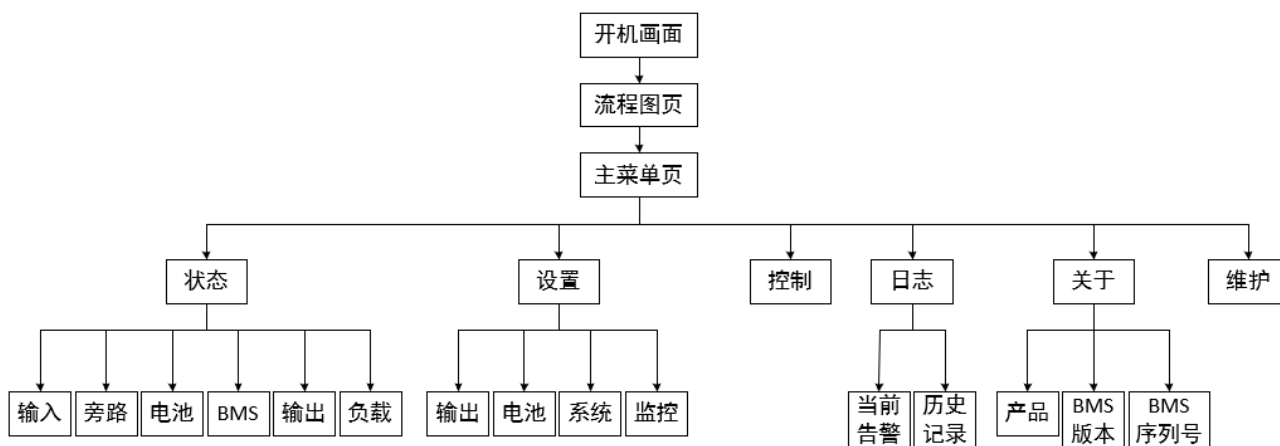 开机画面
流程图页
主菜单页
状态
设置
控制
日志
关于
维护
输入
旁路
电池
BMS
输出
负载
输出
电池
系统
监控
当前
告警
历史
记录
产品
BMS
版本
BMS
序列号